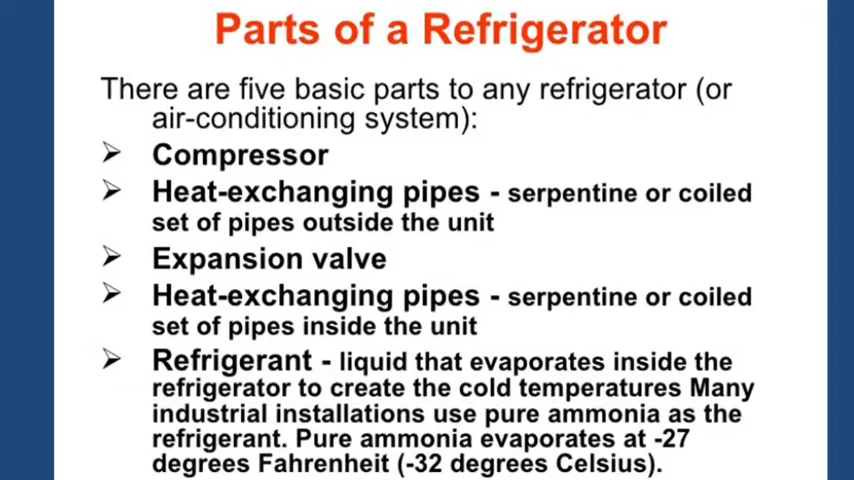 Parts of a Refrigerator
There are five basic parts to any refrigerator (or
air-conditioning system):
➢ Compressor
➢ Heat-exchanging pipes - serpentine or coiled
set of pipes outside the unit
➢ Expansion valve
➢ Heat-exchanging pipes - serpentine or coiled
set of pipes inside the unit
➢ Refrigerant - liquid that evaporates inside the
refrigerator to create the cold temperatures Many
industrial installations use pure ammonia as the
refrigerant. Pure ammonia evaporates at -27
degrees Fahrenheit (-32 degrees Celsius).